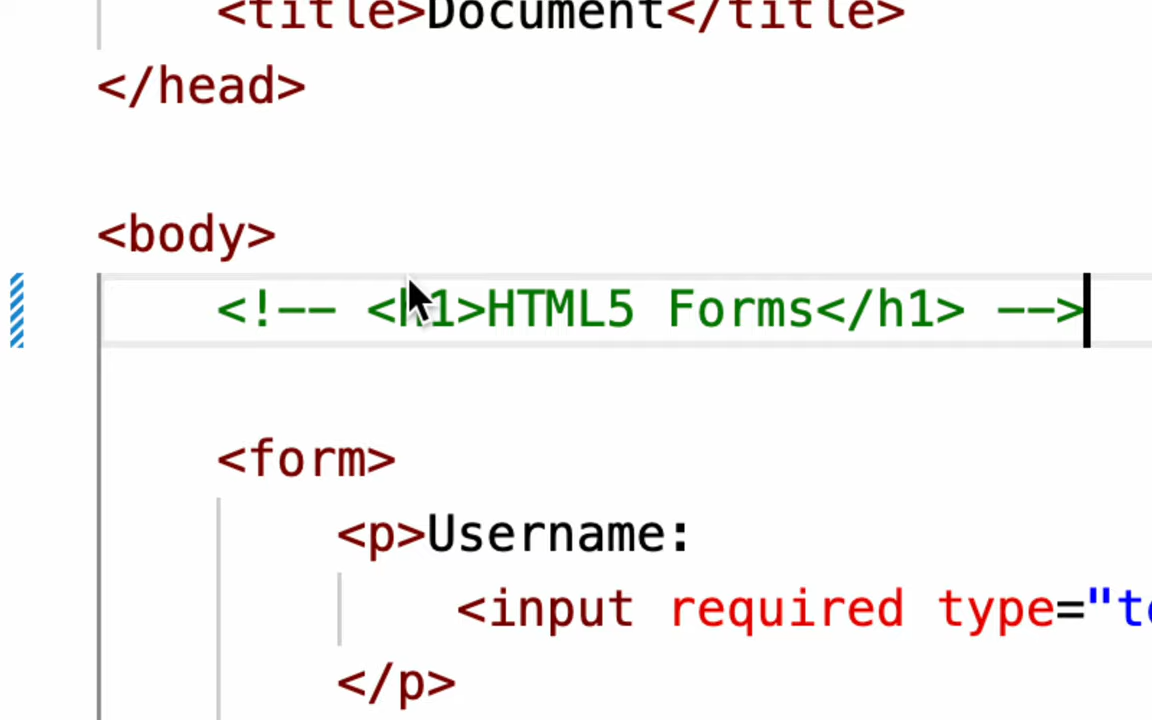 <title>Document</title>
</head>
<body>
<!-- <h1>HTML5 Forms</h1> -->
<form>
<p>Username:
<input required type="te
</p>